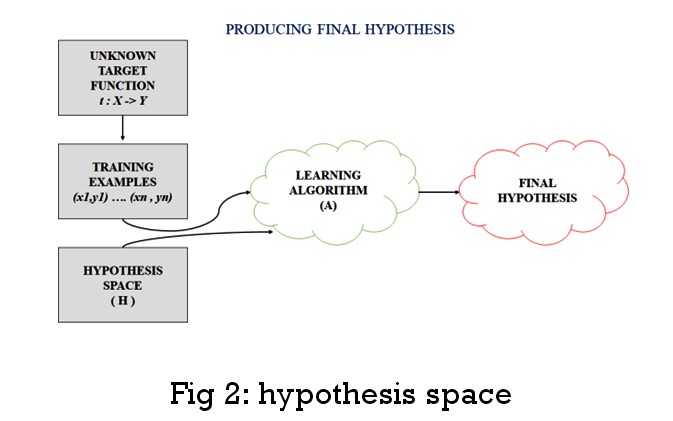 PRODUCING FINAL HYPOTHESIS
UNKNOWN
TARGET
FUNCTION
t : X -> Y
TRAINING
EXAMPLES
(x1,y1) .... (xn , yn)
HYPOTHESIS
SPACE
( H )
LEARNING
ALGORITHM
(A)
FINAL
HYPOTHESIS
Fig 2: hypothesis space